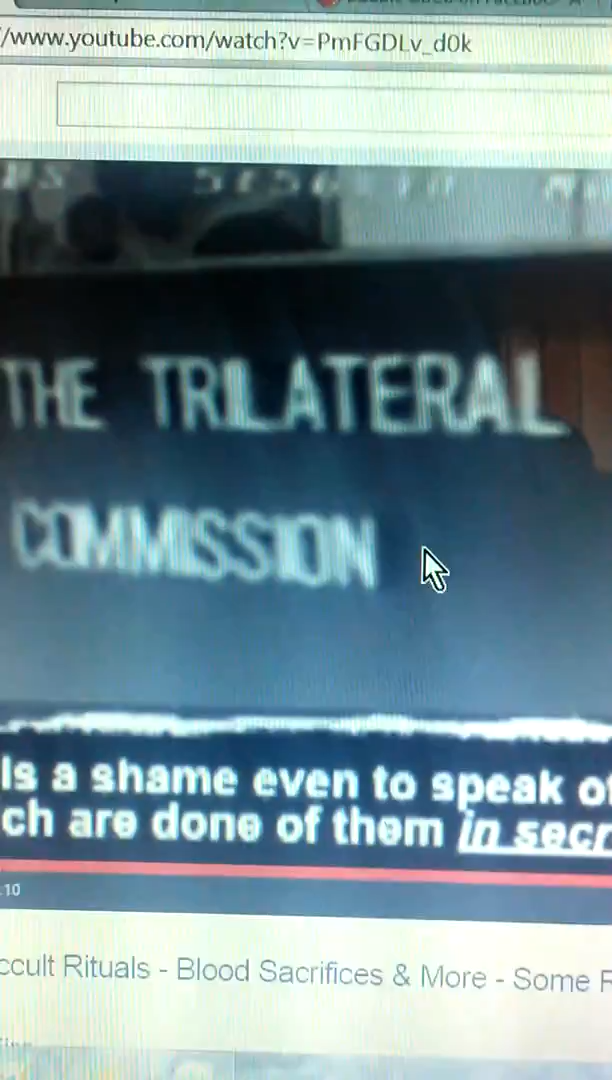 /www.youtube.com/watch?v=PmFGDLv_d0k
THE TRILATERAL
COMMISSION
Is a shame even to speak of
ch are done of them in secr
:10
ccult Rituals - Blood Sacrifices & More - Some R